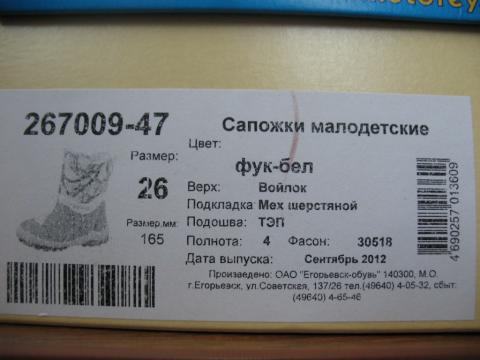 267009-47
Сапожки малодетские
Цвет:
фук-бел
Размер:
26
Размер,мм:
165
Верх: Войлок
Подкладка Мех шерстяной
Подошва: ТЭП
Полнота: 4 Фасон: 30518
Дата выпуска: Сентябрь 2012
Произведено: ОАО "Егорьевск-обувь" 140300, М.О.
г.Егорьевск, ул.Советская, 137/26 тел.(49640) 4-05-32, сбыт:
(49640) 4-65-46
4690257013609